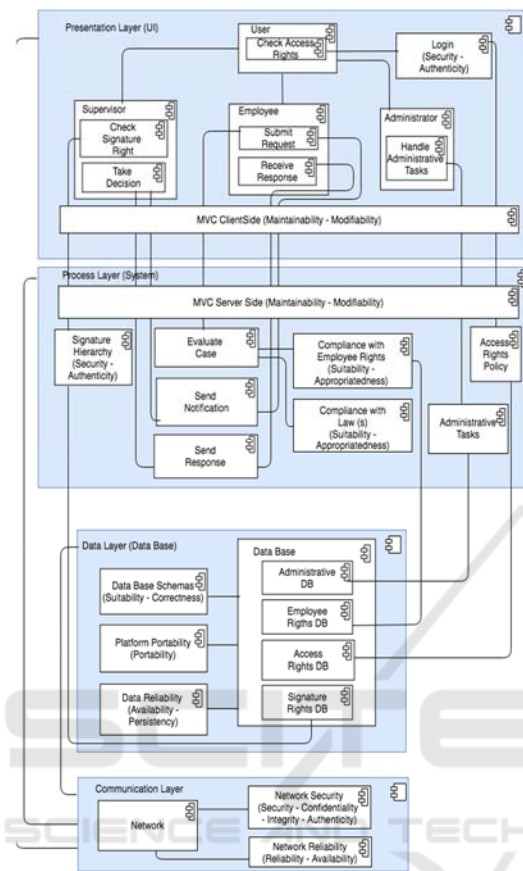 Presentation Layer (UI)
User
Check Access
Rights
Login
(Security -
Authenticity)
Supervisor
Check
Signature
Right
Take
Decision
Employee
Submit
Request
Receive
Response
Administrator
Handle
Administrative
Tasks
MVC ClientSide (Maintainability - Modifiability)
Process Layer (System)
MVC Server Side (Maintainability - Modifiability)
Signature
Hierarchy
(Security -
Authenticity)
Evaluate
Case
Compliance with
Employee Rights
(Suitability -
Appropriatedness)
Access
Rights
Policy
Send
Notification
Compliance with
Law (s)
(Suitability -
Appropriatedness)
Administrative
Tasks
Send
Response
Data Layer (Data Base)
Data Base
Data Base Schemas
(Suitability - Correctness)
Administrative
DB
Employee
Rigths DB
Platform Portability
(Portability)
Access
Rights DB
Data Reliability
(Availability -
Persistency)
Signature
Rights DB
Communication Layer
Network
Network Security
(Security - Confidentiality
- Integrity - Authenticity)
Network Reliability
(Reliability - Availability)
SCITE
SCIENCE AND TECH